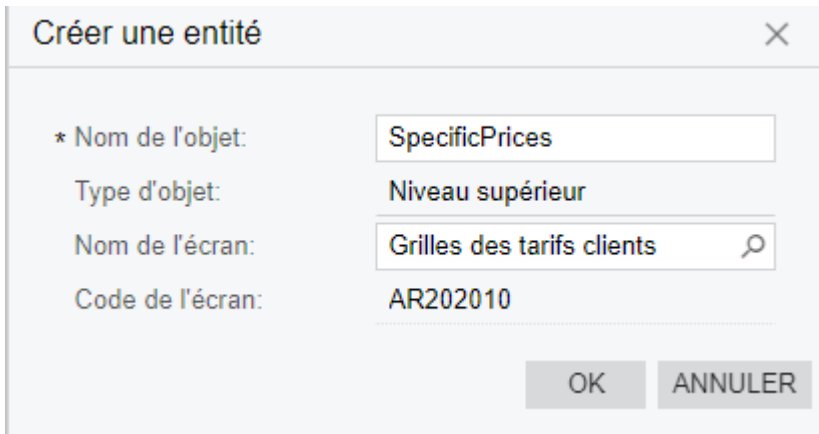 Créer une entité
* Nom de l'objet: SpecificPrices
Type d'objet: Niveau supérieur
Nom de l'écran: Grilles des tarifs clients
Code de l'écran: AR202010
OK ANNULER